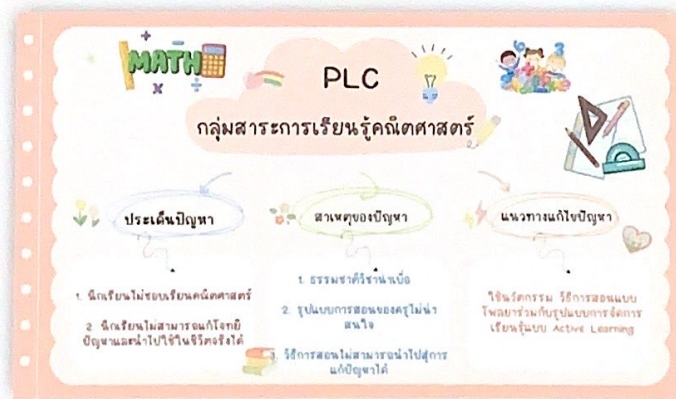 MATH
PLC
กลุ่มสาระการเรียนรู้คณิตศาสตร์
ประเด็นปัญหา
สาเหตุของปัญหา
แนวทางแก้ไขปัญหา
1. นักเรียนไม่ชอบเรียนคณิตศาสตร์
2. นักเรียนไม่สามารถแก้โจทย์
ปัญหาและนำไปใช้ในชีวิตจริงได้
1. ธรรมชาติวิชาน่าเบื่อ
2. รูปแบบการสอนของครูไม่น่า
สนใจ
3. วิธีการสอนไม่สามารถนำไปสู่การ
แก้ปัญหาได้
ใช้นวัตกรรม วิธีการสอนแบบ
โพลยาร่วมกับรูปแบบการจัดการ
เรียนรู้แบบ Active Learning